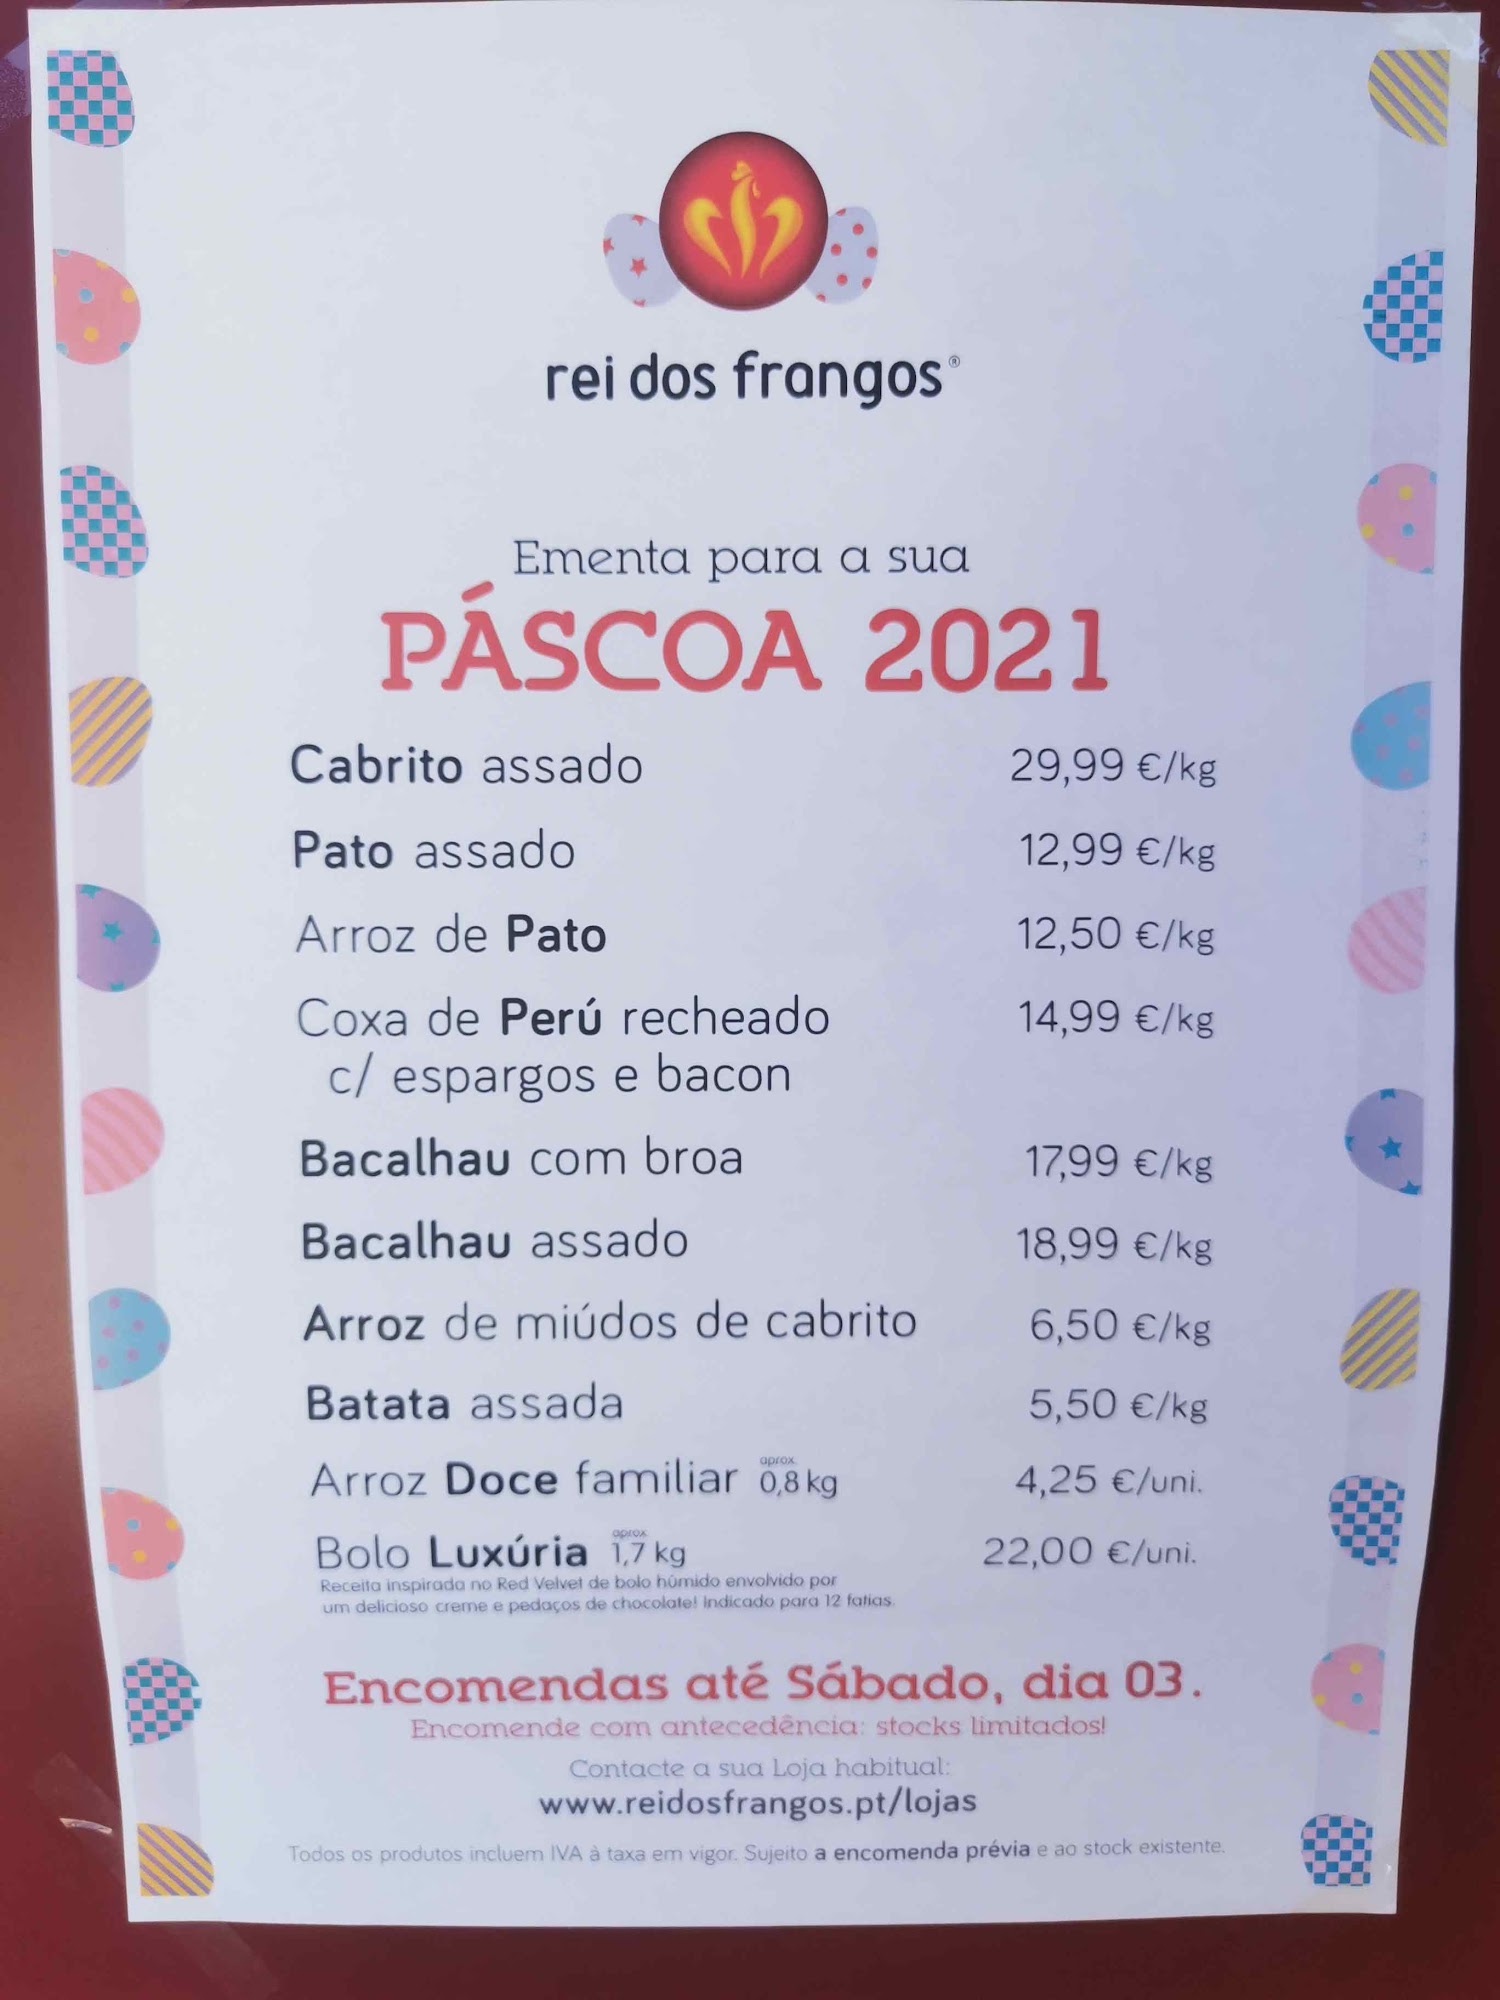 rei dos frangos®
Ementa para a sua
PÁSCOA 2021
Cabrito assado 29,99 €/kg
Pato assado 12,99 €/kg
Arroz de Pato 12,50 €/kg
Coxa de Perú recheado 14,99 €/kg
c/ espargos e bacon
Bacalhau com broa 17,99 €/kg
Bacalhau assado 18,99 €/kg
Arroz de miúdos de cabrito 6,50 €/kg
Batata assada 5,50 €/kg
Arroz Doce familiar aprox. 0,8 kg 4,25 €/uni.
Bolo Luxúria aprox. 1,7 kg 22,00 €/uni.
Receita inspirada no Red Velvet de bolo húmido envolvido por
um delicioso creme e pedaços de chocolate! Indicado para 12 fatias.
Encomendas até Sábado, dia 03.
Encomende com antecedência: stocks limitados!
Contacte a sua Loja habitual:
www.reidosfrangos.pt/lojas
Todos os produtos incluem IVA à taxa em vigor. Sujeito a encomenda prévia e ao stock existente.